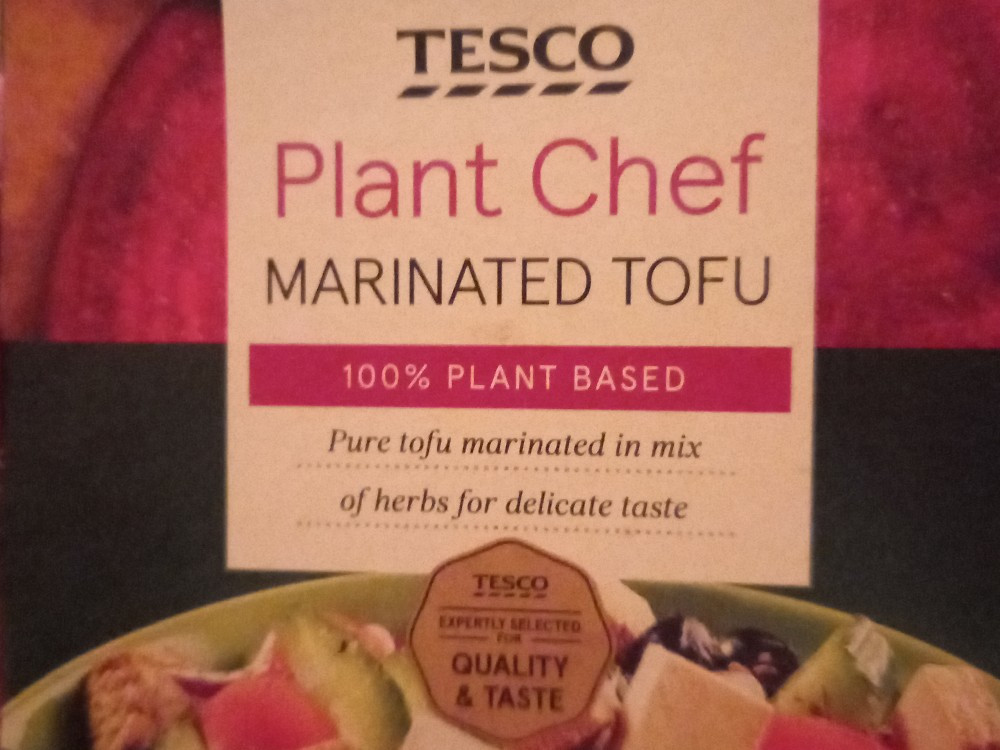 TESCO
Plant Chef
MARINATED TOFU
100% PLANT BASED
Pure tofu marinated in mix
of herbs for delicate taste
TESCO
EXPERTLY SELECTED
FOR
QUALITY
& TASTE